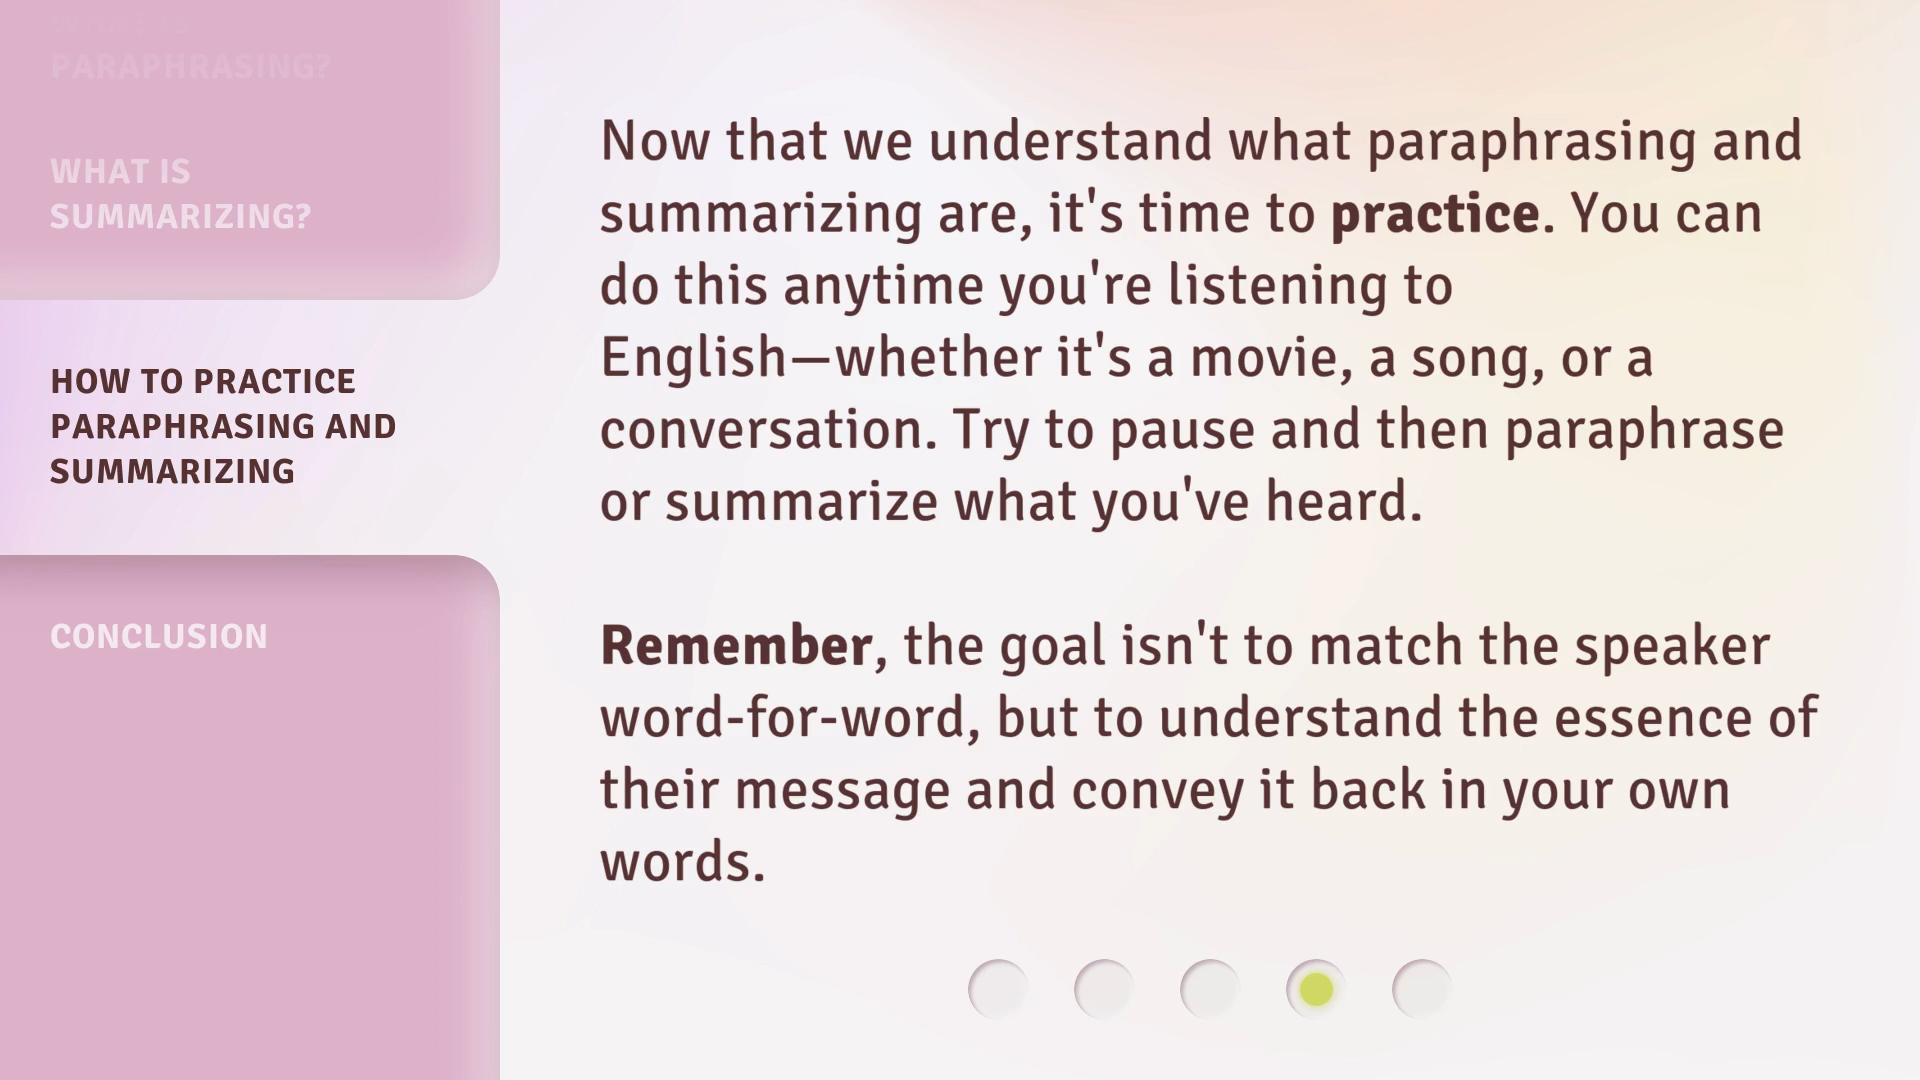 WHAT IS
PARAPHRASING?
WHAT IS
SUMMARIZING?
HOW TO PRACTICE
PARAPHRASING AND
SUMMARIZING
CONCLUSION
Now that we understand what paraphrasing and
summarizing are, it's time to practice. You can
do this anytime you're listening to
English—whether it's a movie, a song, or a
conversation. Try to pause and then paraphrase
or summarize what you've heard.
Remember, the goal isn't to match the speaker
word-for-word, but to understand the essence of
their message and convey it back in your own
words.